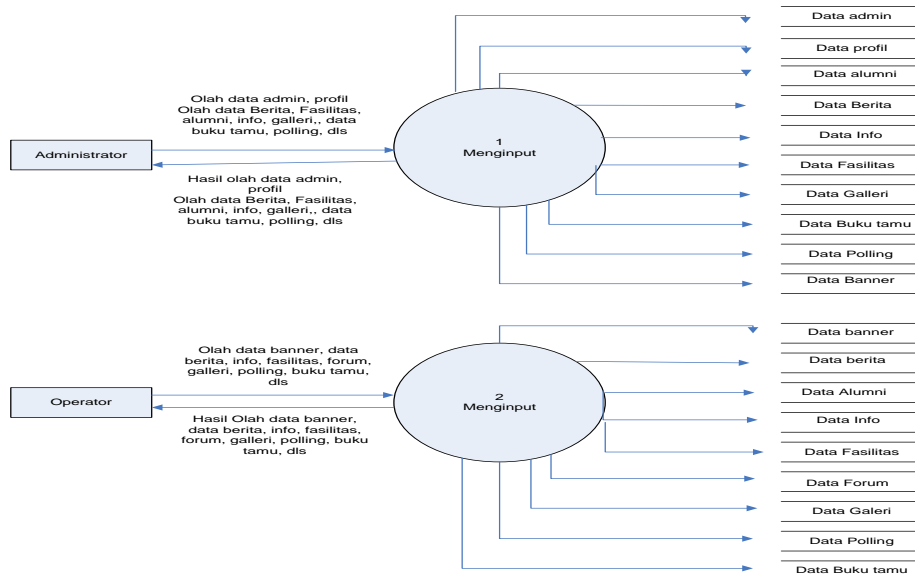 Data admin
Data profil
Data alumni
Olah data admin, profil
Olah data Berita, Fasilitas,
alumni, info, galleri,, data
buku tamu, polling, dls
Data Berita
Administrator
1
Menginput
Data Info
Data Fasilitas
Hasil olah data admin,
profil
Olah data Berita, Fasilitas,
alumni, info, galleri,, data
buku tamu, polling, dls
Data Galleri
Data Buku tamu
Data Polling
Data Banner
Data banner
Olah data banner, data
berita, info, fasilitas, forum,
galleri, polling, buku tamu,
dls
Data berita
Operator
2
Menginput
Data Alumni
Data Info
Hasil Olah data banner,
data berita, info, fasilitas,
forum, galleri, polling, buku
tamu, dls
Data Fasilitas
Data Forum
Data Galeri
Data Polling
Data Buku tamu